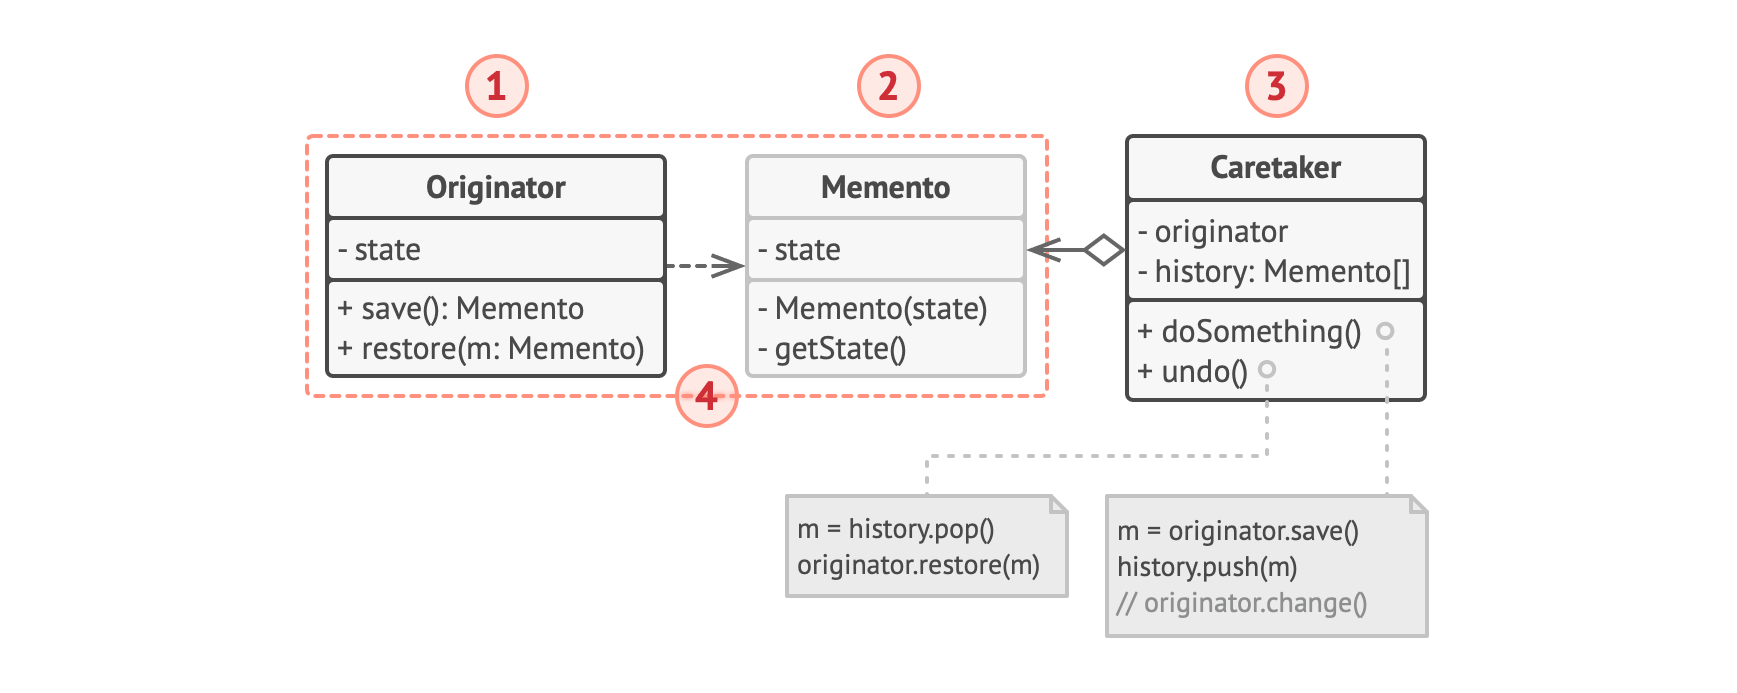 1
2
3
Originator
- state
+ save(): Memento
+ restore(m: Memento)
Memento
- state
- Memento(state)
- getState()
Caretaker
- originator
- history: Memento[]
+ doSomething()
+ undo()
4
m = history.pop()
originator.restore(m)
m = originator.save()
history.push(m)
// originator.change()